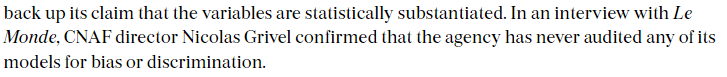 back up its claim that the variables are statistically substantiated. In an interview with Le
Monde, CNAF director Nicolas Grivel confirmed that the agency has never audited any of its
models for bias or discrimination.